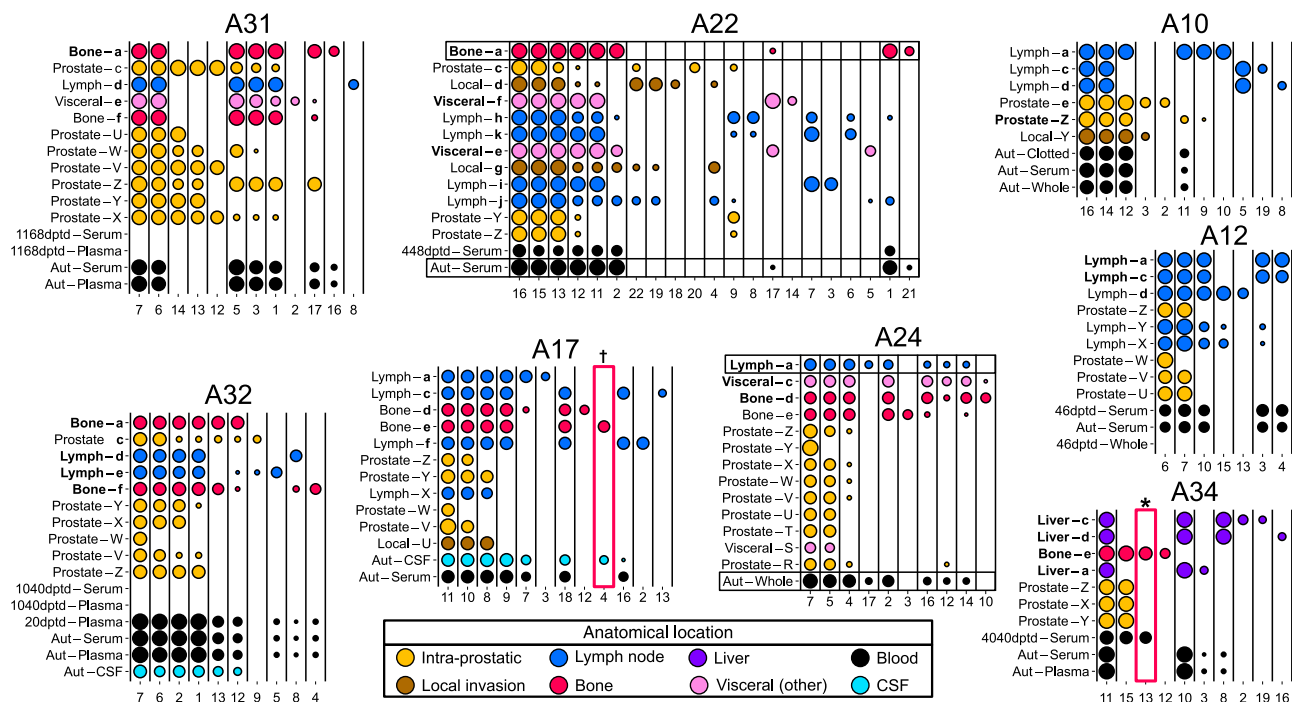 A31
Bone–a
Prostate–c
Lymph–d
Visceral–e
Bone–f
Prostate–U
Prostate–W
Prostate–V
Prostate–Z
Prostate–Y
Prostate–X
1168dptd–Serum
1168dptd–Plasma
Aut–Serum
Aut–Plasma
7 6 14 13 12 5 3 1 2 17 16 8
A22
Bone–a
Prostate–c
Local–d
Visceral–f
Lymph–h
Lymph–k
Visceral–e
Local–g
Lymph–i
Lymph–j
Prostate–Y
Prostate–Z
448dptd–Serum
Aut–Serum
16 15 13 12 11 2 22 19 18 20 4 9 8 17 14 7 3 6 5 1 21
A10
Lymph–a
Lymph–c
Lymph–d
Prostate–e
Prostate–Z
Local–Y
Aut–Clotted
Aut–Serum
Aut–Whole
16 14 12 3 2 11 9 10 5 19 8
A12
Lymph–a
Lymph–c
Lymph–d
Prostate–Z
Lymph–Y
Lymph–X
Prostate–W
Prostate–V
Prostate–U
46dptd–Serum
Aut–Serum
46dptd–Whole
6 7 10 15 13 3 4
A32
Bone–a
Prostate c
Lymph–d
Lymph–e
Bone–f
Prostate–Y
Prostate–X
Prostate–W
Prostate–V
Prostate–Z
1040dptd–Serum
1040dptd–Plasma
20dptd–Plasma
Aut–Serum
Aut–Plasma
Aut–CSF
7 6 2 1 13 12 9 5 8 4
A17
†
Lymph–a
Lymph–c
Bone–d
Bone–e
Lymph–f
Prostate–Z
Prostate–Y
Lymph–X
Prostate–W
Prostate–V
Local–U
Aut–CSF
Aut–Serum
11 10 8 9 7 3 18 12 4 16 2 13
A24
Lymph–a
Visceral–c
Bone–d
Bone–e
Prostate–Z
Prostate–Y
Prostate–X
Prostate–W
Prostate–V
Prostate–U
Prostate–T
Visceral–S
Prostate–R
Aut–Whole
7 5 4 17 2 3 16 12 14 10
A34
*
Liver–c
Liver–d
Bone–e
Liver–a
Prostate–Z
Prostate–X
Prostate–Y
4040dptd–Serum
Aut–Serum
Aut–Plasma
11 15 13 12 10 3 8 2 19 16
Anatomical location
Intra–prostatic Lymph node Liver Blood
Local invasion Bone Visceral (other) CSF